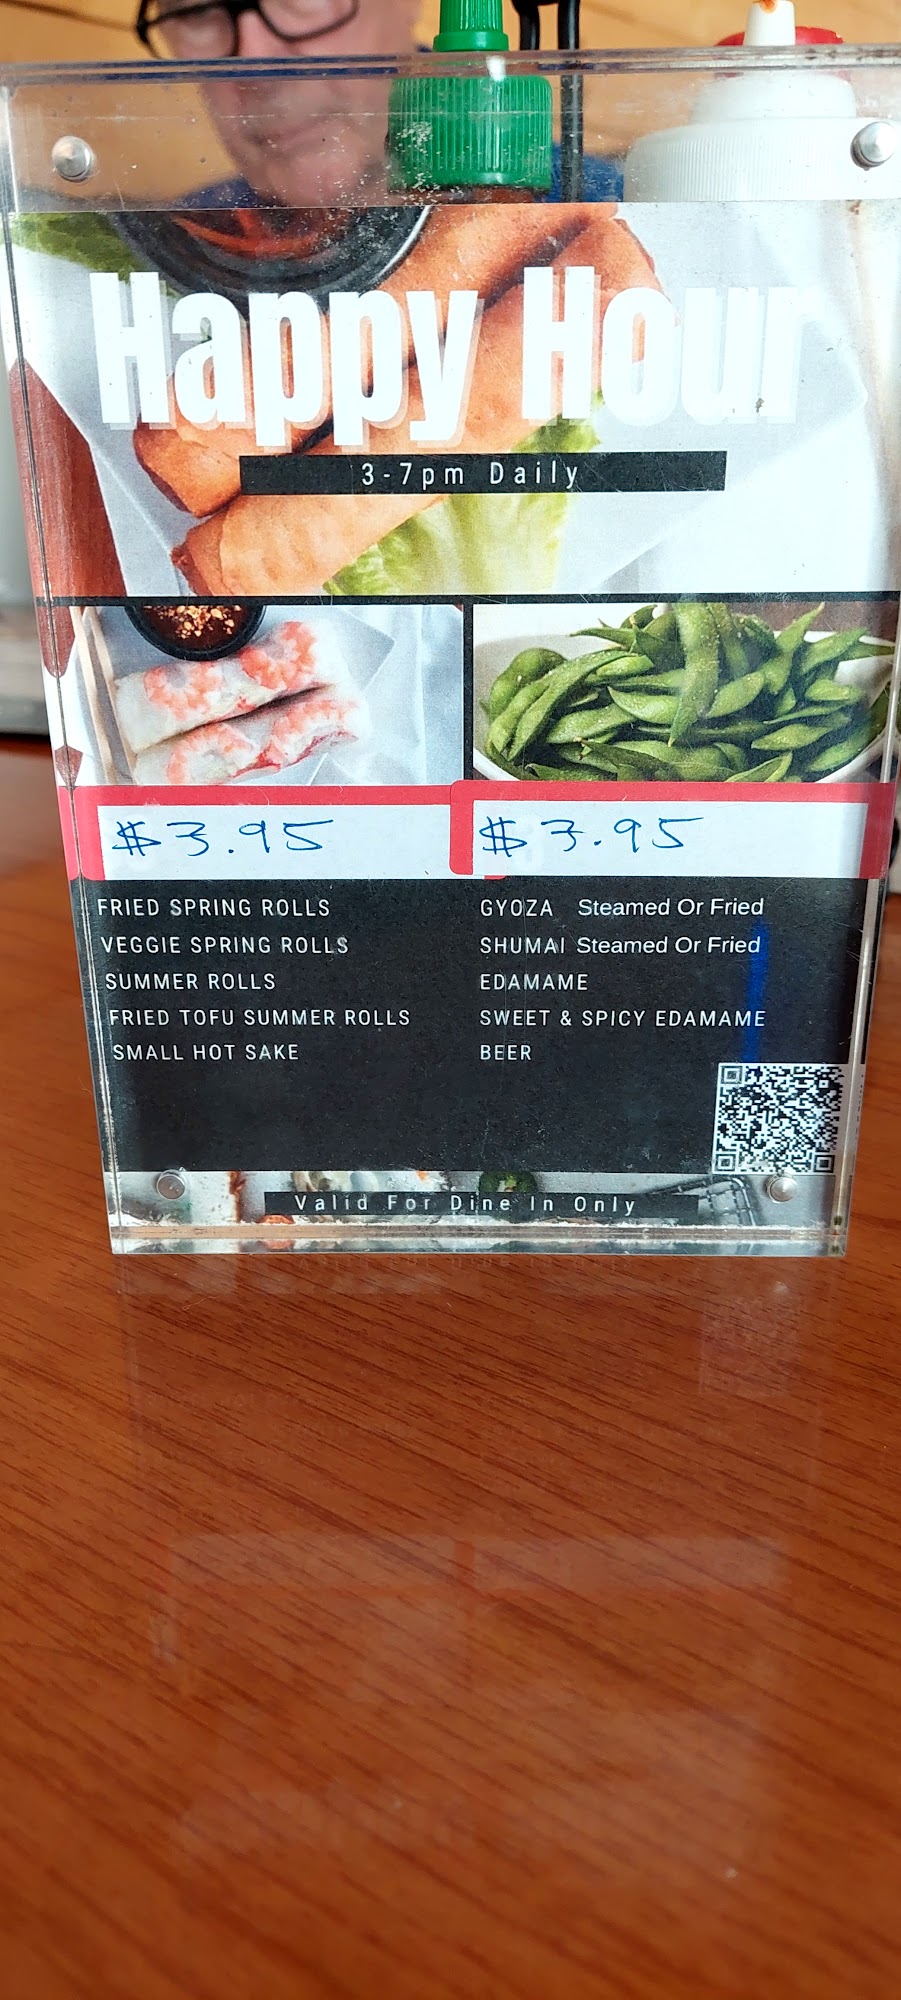 Happy Hour
3-7pm Daily
$3.95
$3.95
FRIED SPRING ROLLS
VEGGIE SPRING ROLLS
SUMMER ROLLS
FRIED TOFU SUMMER ROLLS
SMALL HOT SAKE
GYOZA Steamed Or Fried
SHUMAI Steamed Or Fried
EDAMAME
SWEET & SPICY EDAMAME
BEER
Valid For Dine In Only